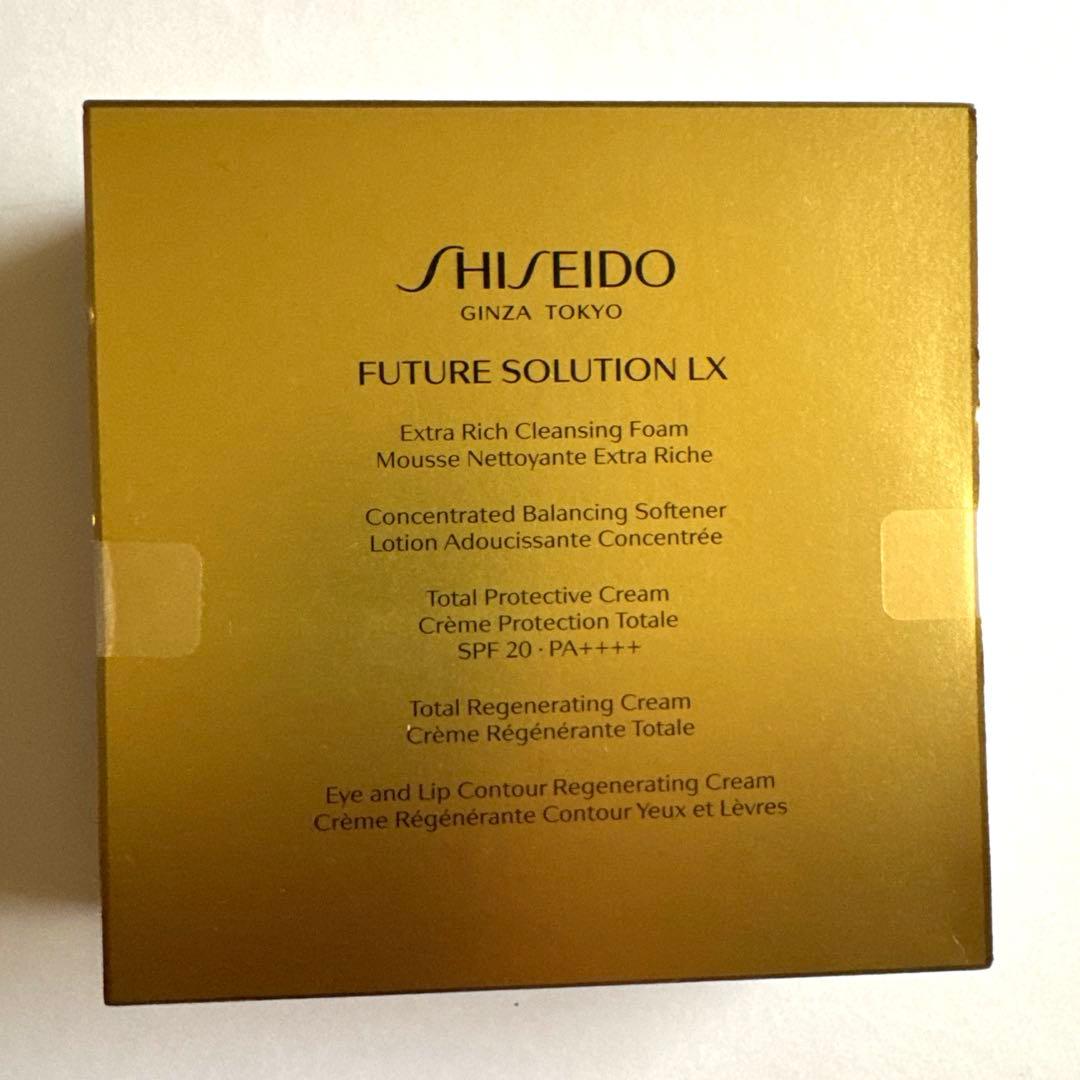 SHISEIDO
GINZA TOKYO
FUTURE SOLUTION LX
Extra Rich Cleansing Foam
Mousse Nettoyante Extra Riche
Concentrated Balancing Softener
Lotion Adoucissante Concentrée
Total Protective Cream
Crème Protection Totale
SPF 20 · PA++++
Total Regenerating Cream
Crème Régénérante Totale
Eye and Lip Contour Regenerating Cream
Crème Régénérante Contour Yeux et Lèvres